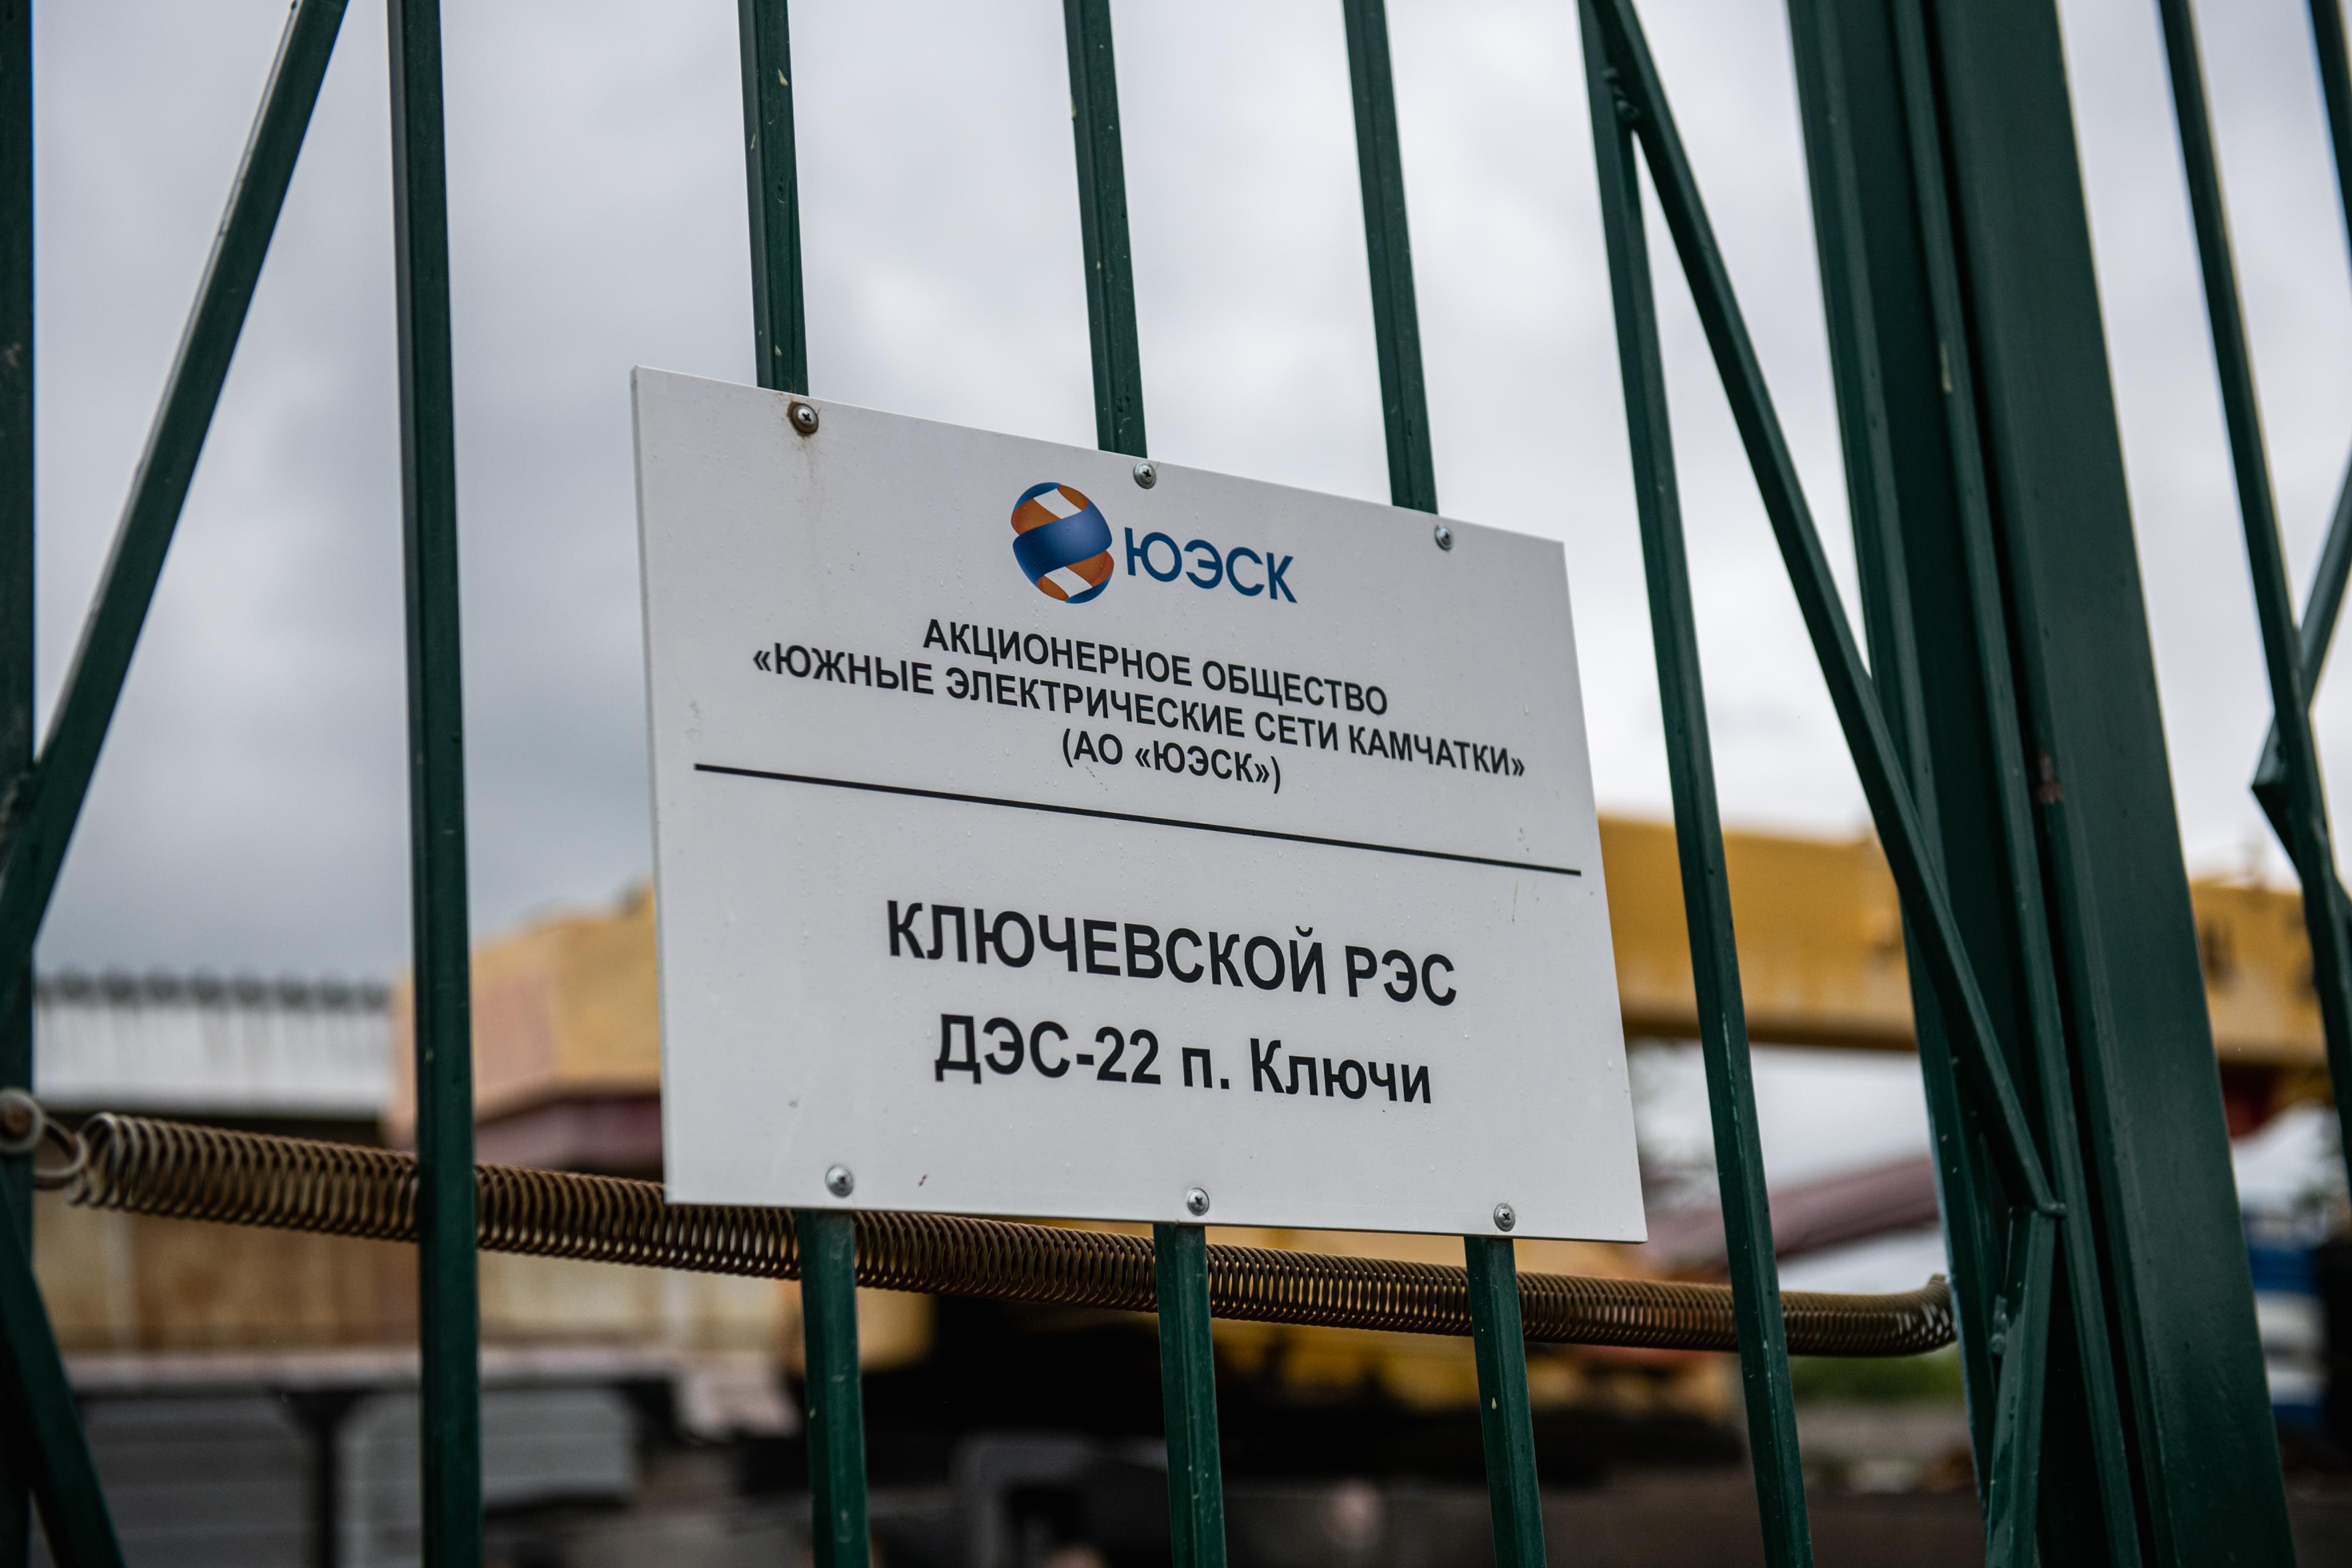 ЮЭСК
АКЦИОНЕРНОЕ ОБЩЕСТВО
«ЮЖНЫЕ ЭЛЕКТРИЧЕСКИЕ СЕТИ КАМЧАТКИ»
(АО «ЮЭСК»)
КЛЮЧЕВСКОЙ РЭС
ДЭС-22 п. Ключи